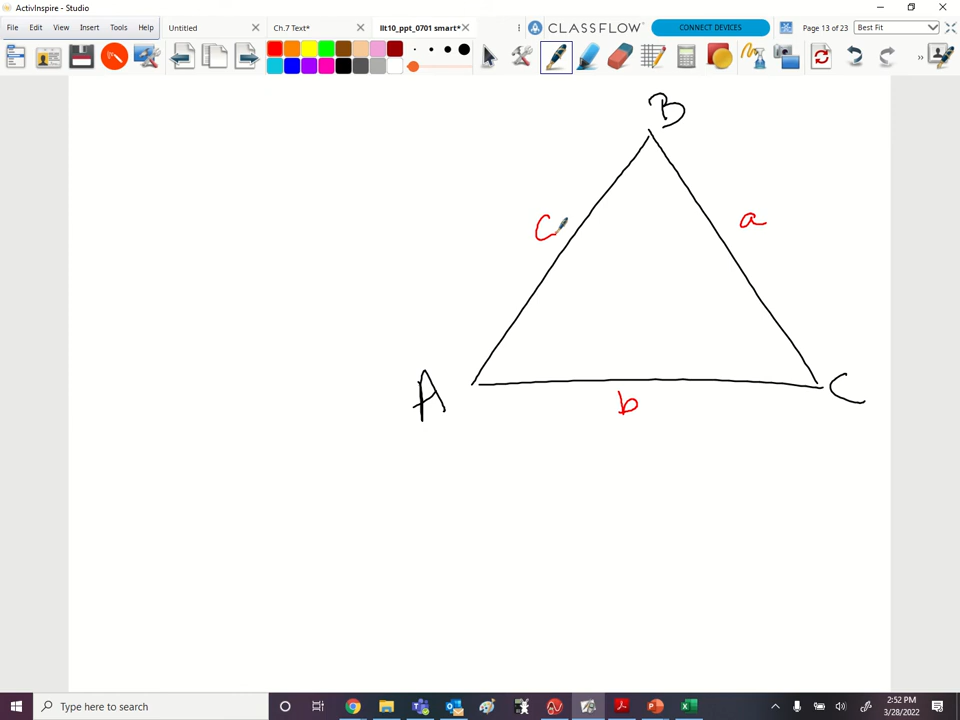 ActivInspire - Studio
File Edit View Insert Tools Help Untitled Ch.7 Text* ilt10_ppt_0701 smart* CLASSFLOW CONNECT DEVICES Page 13 of 23 Best Fit
B
c
a
A
C
b
Type here to search
2:52 PM
3/28/2022